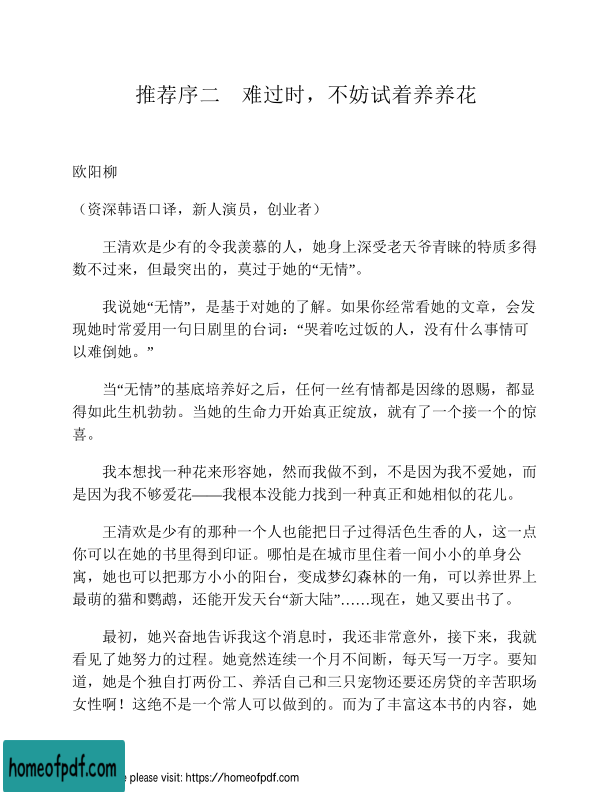 推荐序二　难过时，不妨试着养养花
欧阳柳
（资深韩语口译，新人演员，创业者）
王清欢是少有的令我羡慕的人，她身上深受老天爷青睐的特质多得
数不过来，但最突出的，莫过于她的“无情”。
我说她“无情”，是基于对她的了解。如果你经常看她的文章，会发
现她时常爱用一句日剧里的台词：“哭着吃过饭的人，没有什么事情可
以难倒她。”
当“无情”的基底培养好之后，任何一丝有情都是因缘的恩赐，都显
得如此生机勃勃。当她的生命力开始真正绽放，就有了一个接一个的惊
喜。
我本想找一种花来形容她，然而我做不到，不是因为我不爱她，而
是因为我不够爱花——我根本没能力找到一种真正和她相似的花儿。
王清欢是少有的那种一个人也能把日子过得活色生香的人，这一点
你可以在她的书里得到印证。哪怕是在城市里住着一间小小的单身公
寓，她也可以把那方小小的阳台，变成梦幻森林的一角，可以养世界上
最萌的猫和鹦鹉，还能开发天台“新大陆”……现在，她又要出书了。
最初，她兴奋地告诉我这个消息时，我还非常意外，接下来，我就
看见了她努力的过程。她竟然连续一个月不间断，每天写一万字。要知
道，她是个独自打两份工、养活自己和三只宠物还要还房贷的辛苦职场
女性啊！这绝不是一个常人可以做到的。而为了丰富这本书的内容，她
homeofpdf.com
e please visit: https://homeofpdf.com